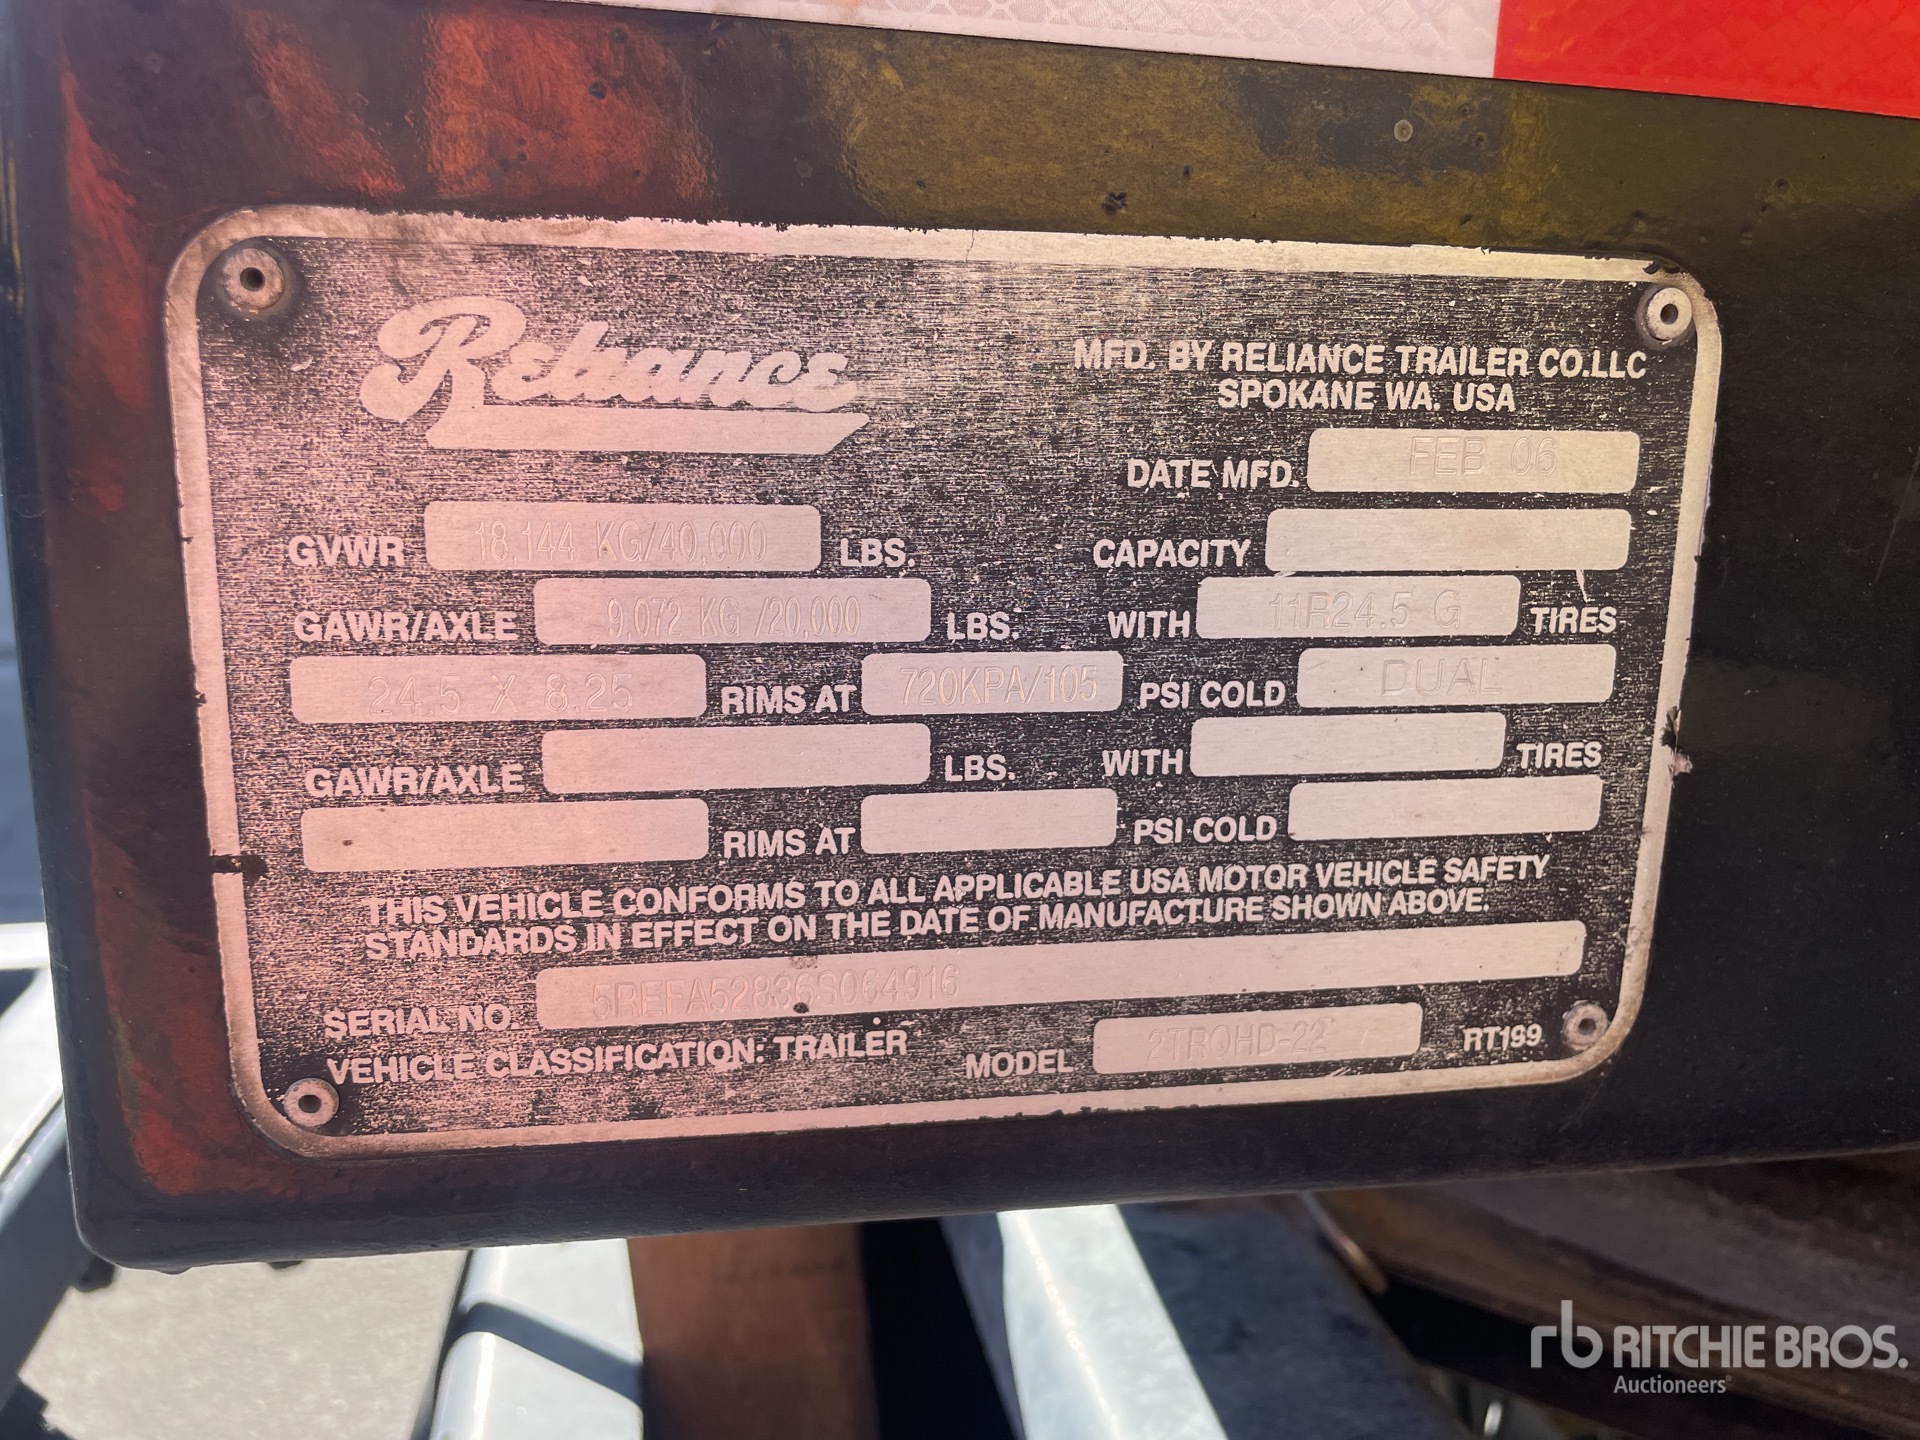 Reliance
MFD. BY RELIANCE TRAILER CO.LLC
SPOKANE WA. USA
DATE MFD. FEB 06
GVWR 18,144 KG/40,000 LBS. CAPACITY
GAWR/AXLE 9,072 KG /20,000 LBS. WITH 11R24.5 G TIRES
24.5 X 8.25 RIMS AT 720KPA/105 PSI COLD DUAL
GAWR/AXLE LBS. WITH TIRES
RIMS AT PSI COLD
THIS VEHICLE CONFORMS TO ALL APPLICABLE USA MOTOR VEHICLE SAFETY
STANDARDS IN EFFECT ON THE DATE OF MANUFACTURE SHOWN ABOVE.
SERIAL NO. 5REFA52836S064916
VEHICLE CLASSIFICATION: TRAILER MODEL 2TRQHD-22 RT199
rb RITCHIE BROS.
Auctioneers